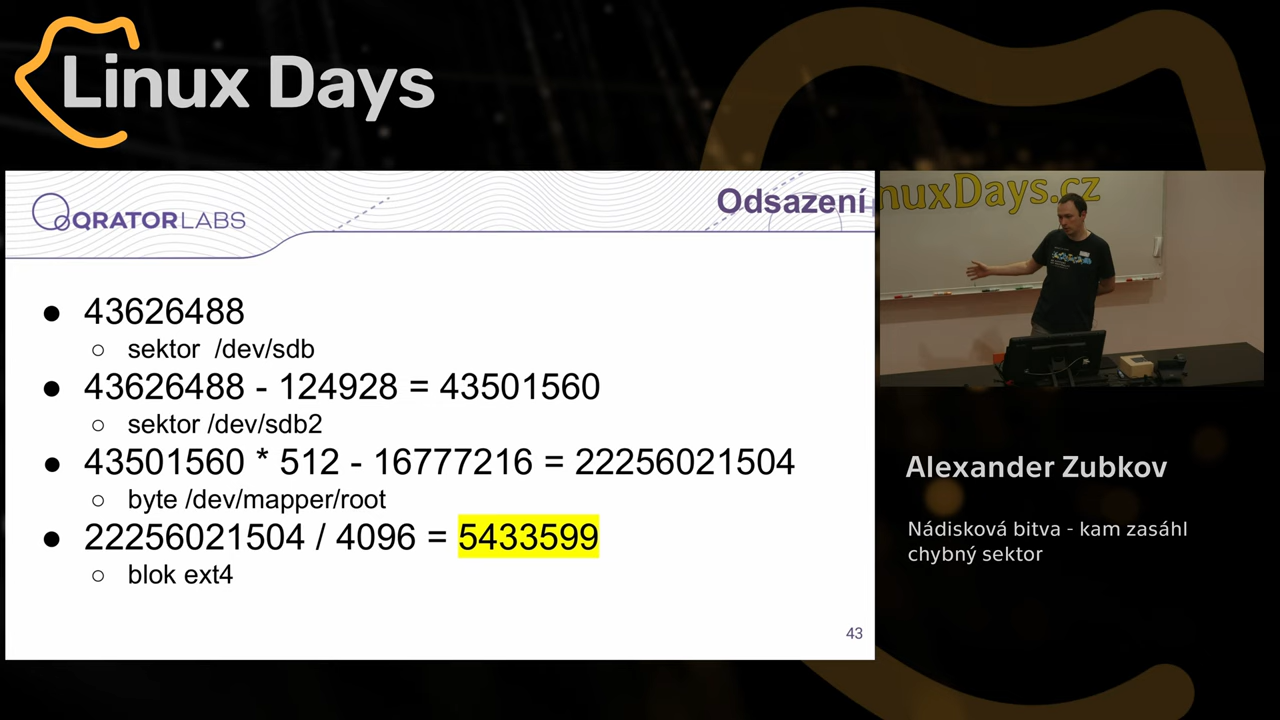 Linux Days
QRATORLABS
Odsazení
nuxDays.cz
● 43626488
○ sektor /dev/sdb
● 43626488 - 124928 = 43501560
○ sektor /dev/sdb2
● 43501560 * 512 - 16777216 = 22256021504
○ byte /dev/mapper/root
● 22256021504 / 4096 = 5433599
○ blok ext4
43
Alexander Zubkov
Nádisková bitva - kam zasáhl
chybný sektor